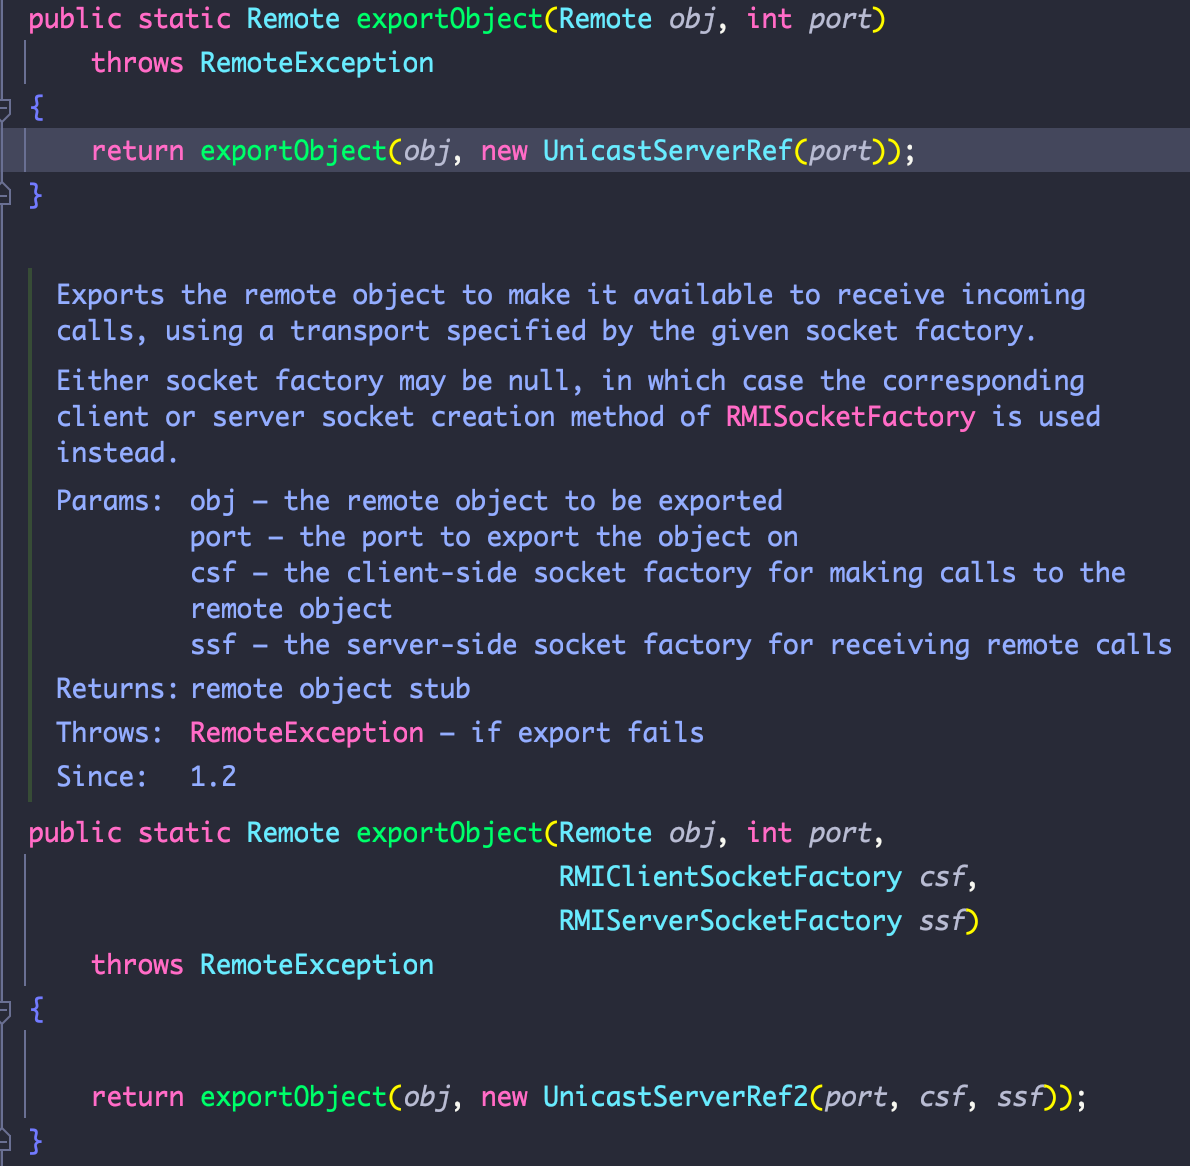 public static Remote exportObject(Remote obj, int port)
    throws RemoteException
{
    return exportObject(obj, new UnicastServerRef(port));
}
Exports the remote object to make it available to receive incoming
calls, using a transport specified by the given socket factory.
Either socket factory may be null, in which case the corresponding
client or server socket creation method of RMISocketFactory is used
instead.
Params: obj – the remote object to be exported
port – the port to export the object on
csf – the client-side socket factory for making calls to the
remote object
ssf – the server-side socket factory for receiving remote calls
Returns: remote object stub
Throws: RemoteException – if export fails
Since: 1.2
public static Remote exportObject(Remote obj, int port,
                                  RMIClientSocketFactory csf,
                                  RMIServerSocketFactory ssf)
    throws RemoteException
{
    return exportObject(obj, new UnicastServerRef2(port, csf, ssf));
}